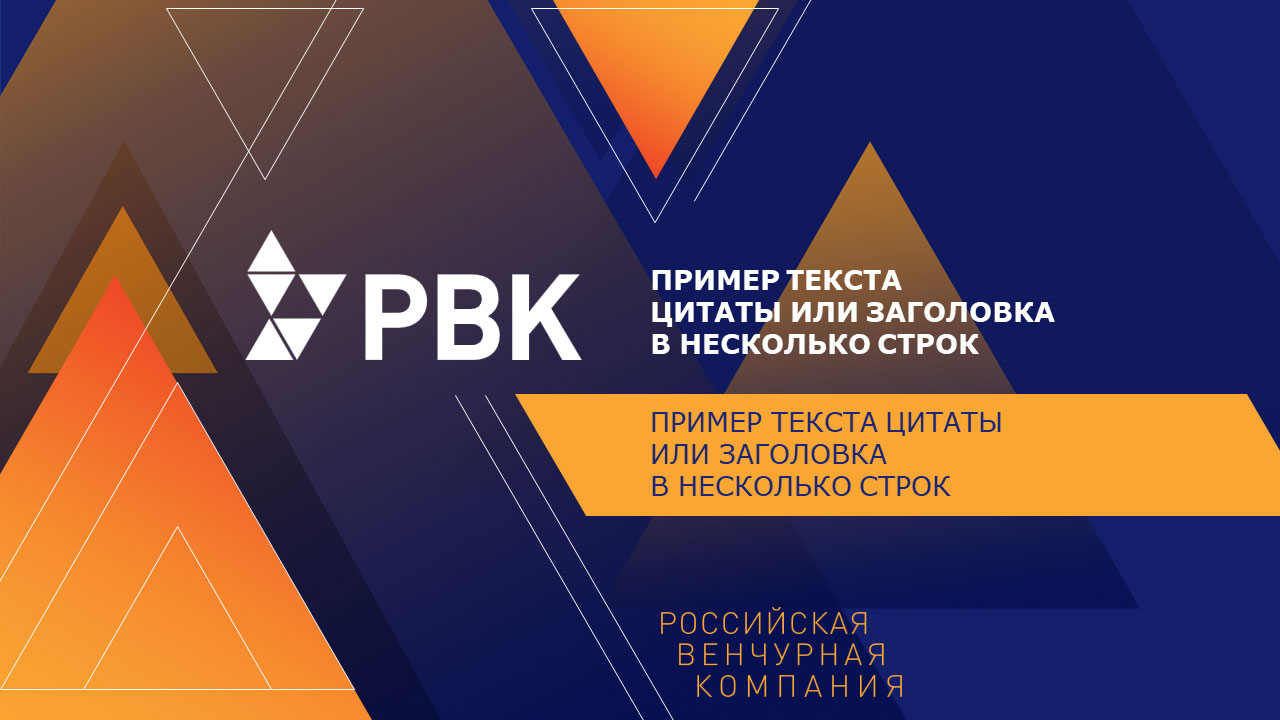 РВК
ПРИМЕР ТЕКСТА
ЦИТАТЫ ИЛИ ЗАГОЛОВКА
В НЕСКОЛЬКО СТРОК
ПРИМЕР ТЕКСТА ЦИТАТЫ
ИЛИ ЗАГОЛОВКА
В НЕСКОЛЬКО СТРОК
РОССИЙСКАЯ
ВЕНЧУРНАЯ
КОМПАНИЯ